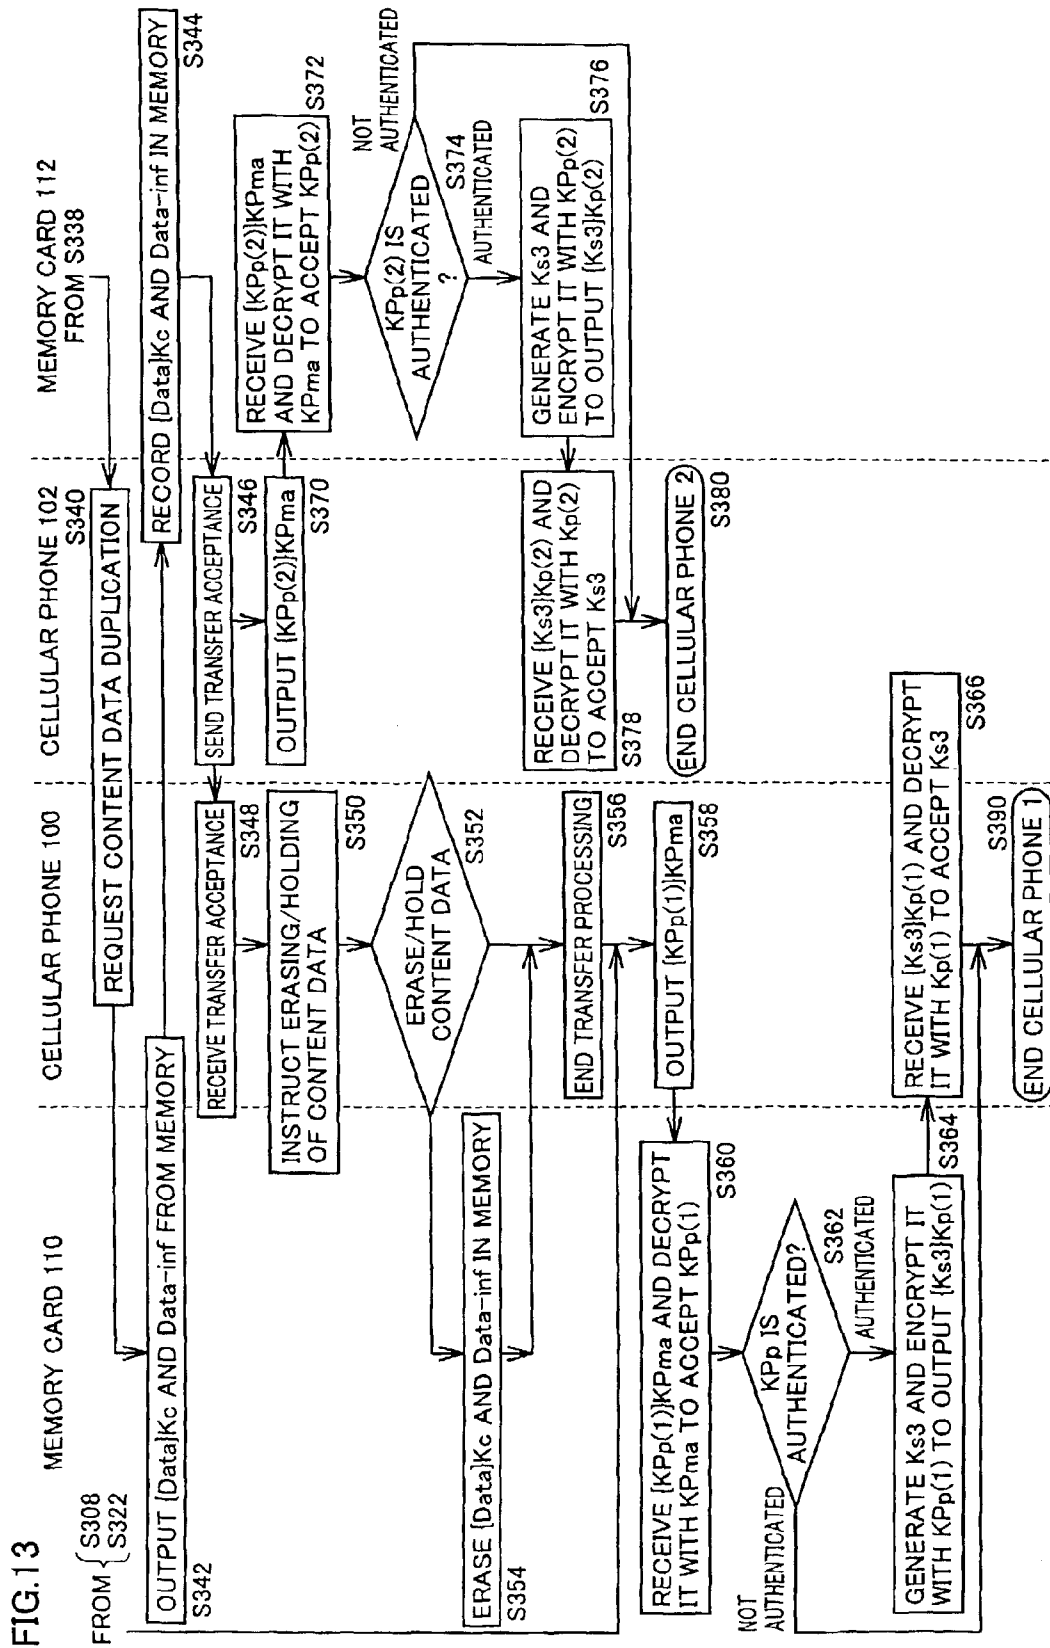 FIG.13
MEMORY CARD 110
CELLULAR PHONE 100
CELLULAR PHONE 102
MEMORY CARD 112
FROM { S308
S322
FROM S338
REQUEST CONTENT DATA DUPLICATION
S340
OUTPUT {Data}Kc AND Data-inf FROM MEMORY
S342
RECORD {Data}Kc AND Data-inf IN MEMORY
S344
SEND TRANSFER ACCEPTANCE
S346
RECEIVE TRANSFER ACCEPTANCE
S348
INSTRUCT ERASING/HOLDING
OF CONTENT DATA
S350
ERASE/HOLD
CONTENT DATA
S352
ERASE {Data}Kc AND Data-inf IN MEMORY
S354
END TRANSFER PROCESSING
S356
OUTPUT {KPp(1)}KPma
S358
RECEIVE {KPp(1)}KPma AND DECRYPT
IT WITH KPma TO ACCEPT KPp(1)
S360
KPp IS
AUTHENTICATED?
S362
NOT
AUTHENTICATED
AUTHENTICATED
GENERATE Ks3 AND ENCRYPT IT
WITH KPp(1) TO OUTPUT {Ks3}Kp(1)
S364
RECEIVE {Ks3}Kp(1) AND DECRYPT
IT WITH Kp(1) TO ACCEPT Ks3
S366
S390
END CELLULAR PHONE 1
OUTPUT {KPp(2)}KPma
S370
RECEIVE {KPp(2)}KPma
AND DECRYPT IT WITH
KPma TO ACCEPT KPp(2)
S372
KPp(2) IS
AUTHENTICATED
?
S374
NOT
AUTHENTICATED
AUTHENTICATED
GENERATE Ks3 AND
ENCRYPT IT WITH KPp(2)
TO OUTPUT {Ks3}Kp(2)
S376
RECEIVE {Ks3}Kp(2) AND
DECRYPT IT WITH Kp(2)
TO ACCEPT Ks3
S378
END CELLULAR PHONE 2
S380